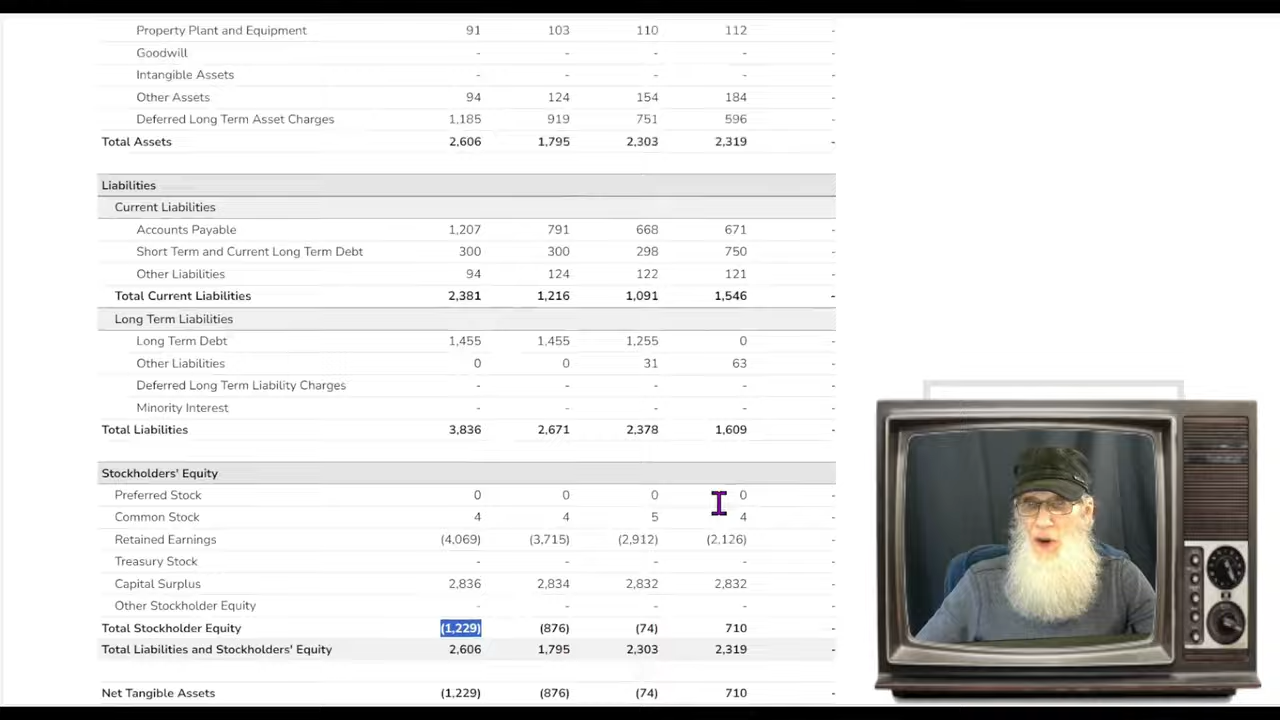 Property Plant and Equipment 91 103 110 112 -
Goodwill - - - - -
Intangible Assets - - - - -
Other Assets 94 124 154 184 -
Deferred Long Term Asset Charges 1,185 919 751 596 -
Total Assets 2,606 1,795 2,303 2,319 -
Liabilities
Current Liabilities
Accounts Payable 1,207 791 668 671 -
Short Term and Current Long Term Debt 300 300 298 750 -
Other Liabilities 94 124 122 121 -
Total Current Liabilities 2,381 1,216 1,091 1,546 -
Long Term Liabilities
Long Term Debt 1,455 1,455 1,255 0 -
Other Liabilities 0 0 31 63 -
Deferred Long Term Liability Charges - - - - -
Minority Interest - - - - -
Total Liabilities 3,836 2,671 2,378 1,609 -
Stockholders' Equity
Preferred Stock 0 0 0 0 -
Common Stock 4 4 5 4 -
Retained Earnings (4,069) (3,715) (2,912) (2,126) -
Treasury Stock - - - - -
Capital Surplus 2,836 2,834 2,832 2,832 -
Other Stockholder Equity - - - - -
Total Stockholder Equity (1,229) (876) (74) 710 -
Total Liabilities and Stockholders' Equity 2,606 1,795 2,303 2,319 -
Net Tangible Assets (1,229) (876) (74) 710 -